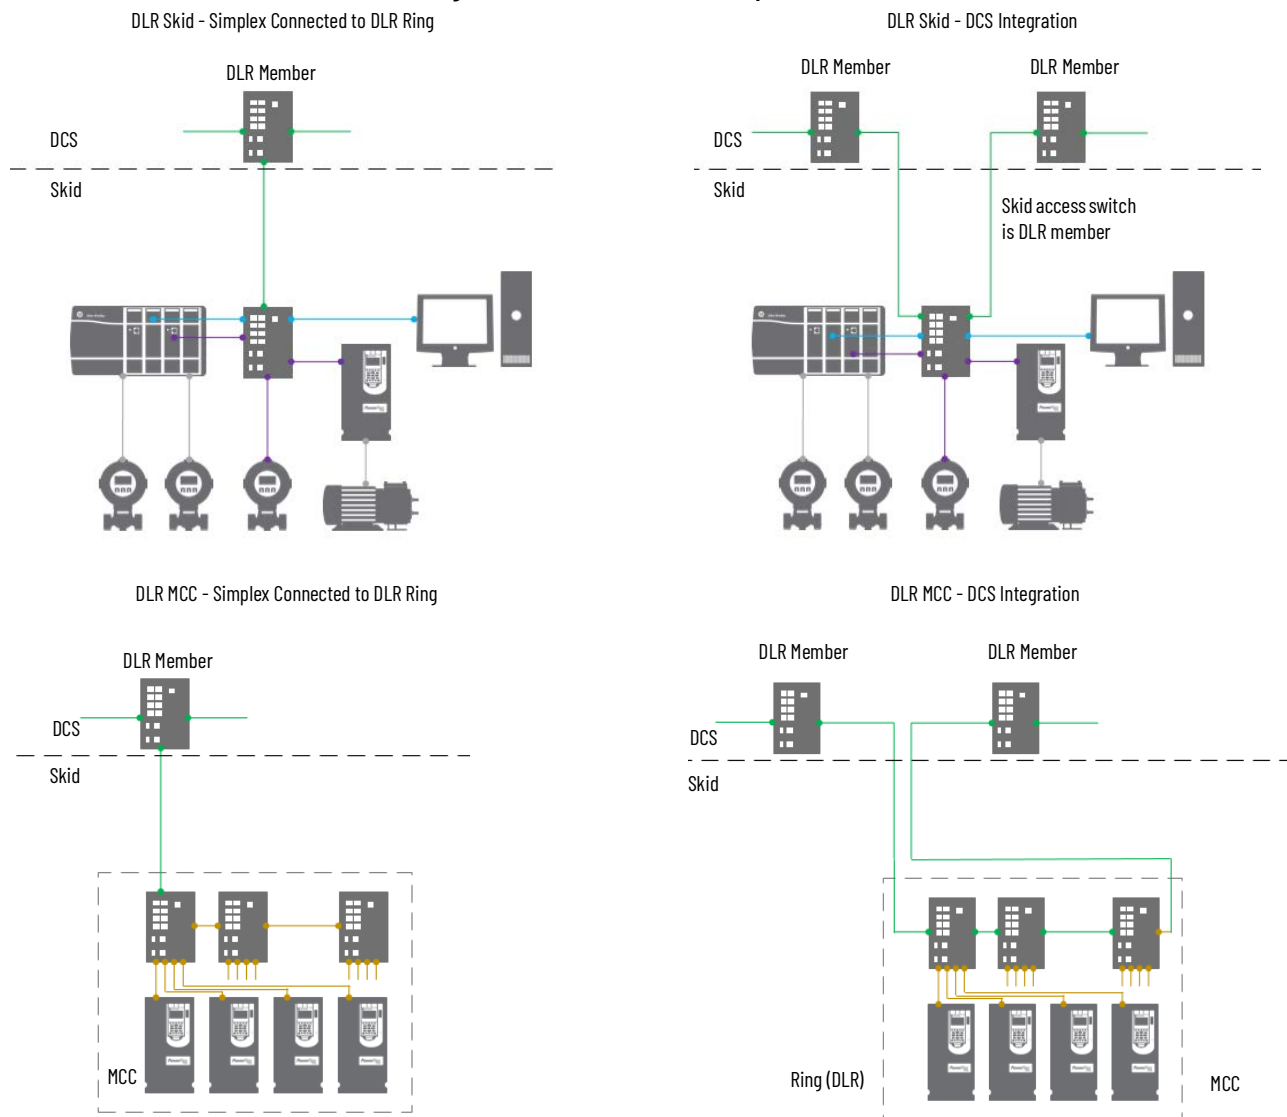 DLR Skid - Simplex Connected to DLR Ring
DLR Member
DCS
Skid
DLR Skid - DCS Integration
DLR Member
DLR Member
DCS
Skid
Skid access switch
is DLR member
DLR MCC - Simplex Connected to DLR Ring
DLR Member
DCS
Skid
MCC
DLR MCC - DCS Integration
DLR Member
DLR Member
DCS
Skid
Ring (DLR)
MCC